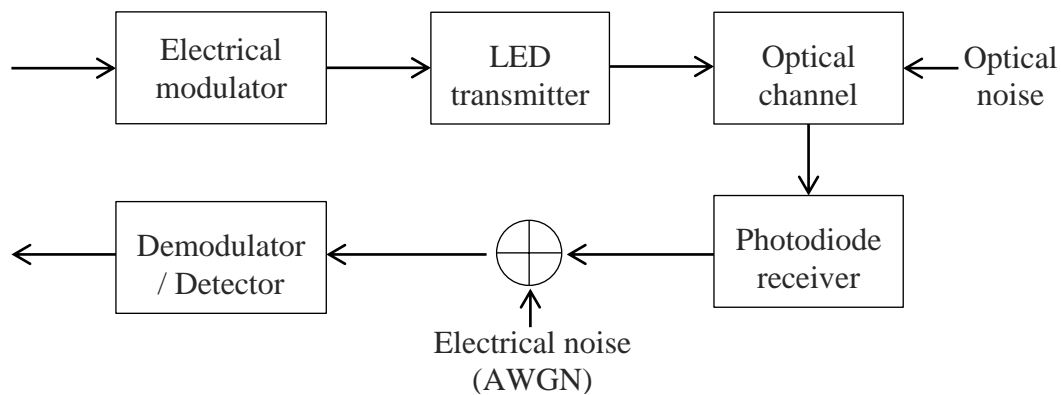 Electrical
modulator
LED
transmitter
Optical
channel
Optical
noise
Demodulator
/ Detector
Photodiode
receiver
Electrical noise
(AWGN)